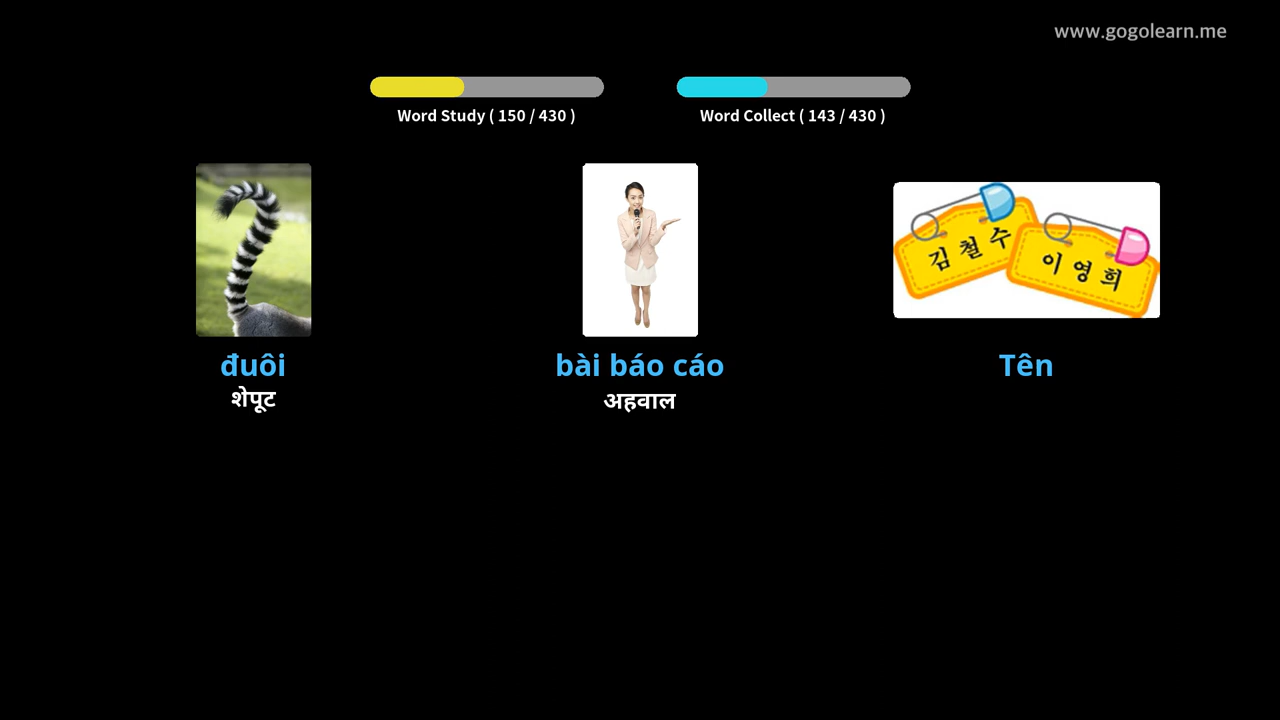 www.gogolearn.me
Word Study ( 150 / 430 )
Word Collect ( 143 / 430 )
김철수
이영희
đuôi
bài báo cáo
Tên
शेपूट
अहवाल